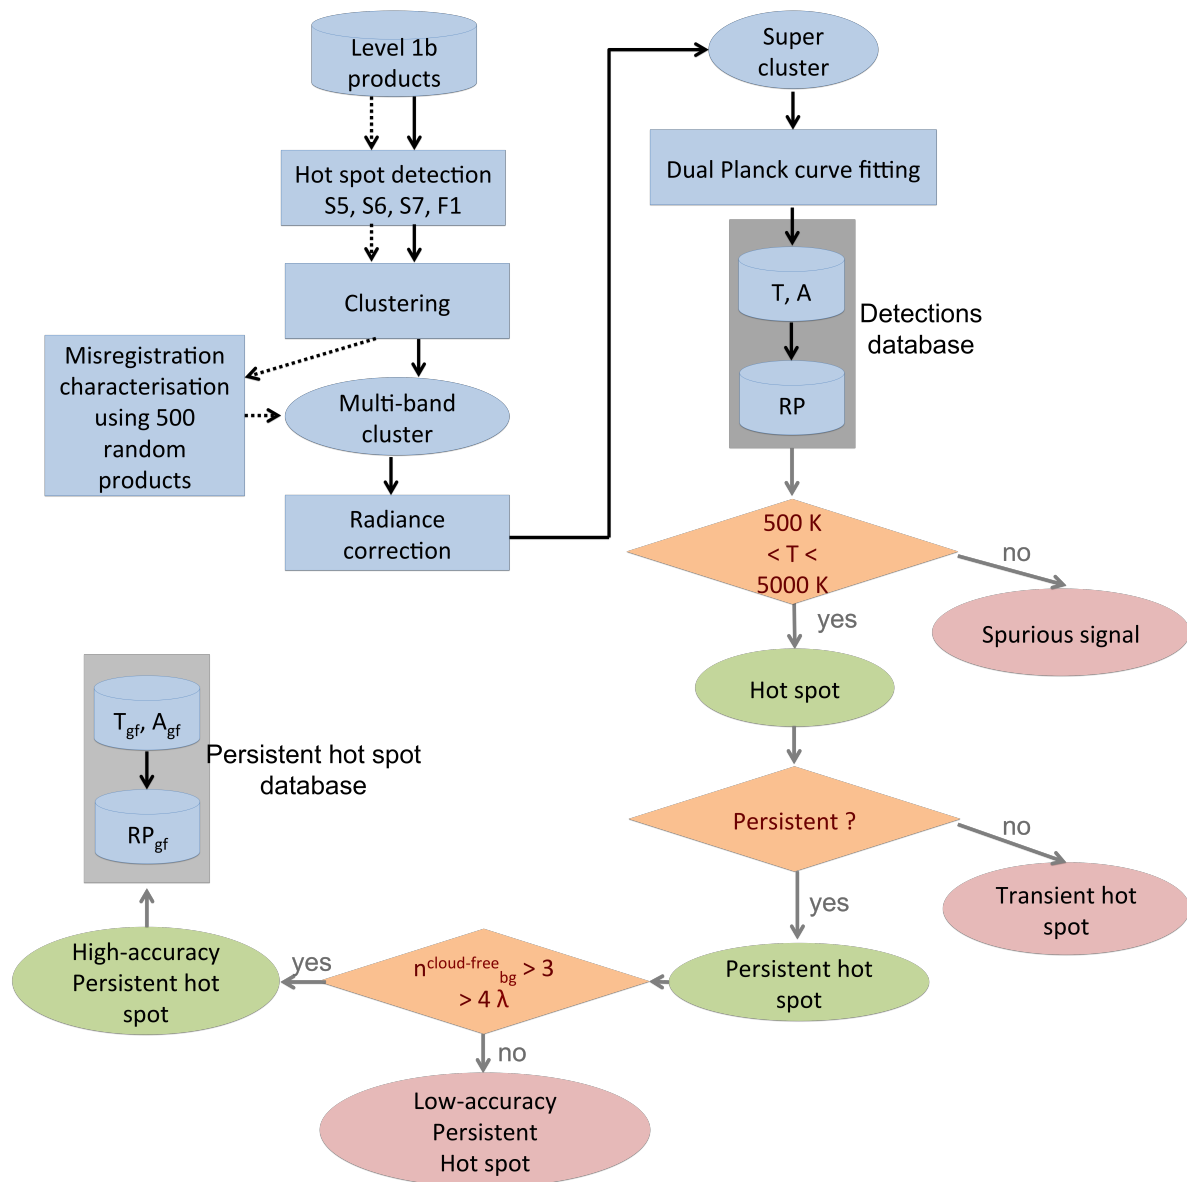 Level 1b
products
Hot spot detection
S5, S6, S7, F1
Clustering
Misregistration
characterisation
using 500
random
products
Multi-band
cluster
Radiance
correction
Super
cluster
Dual Planck curve fitting
T, A
RP
Detections
database
500 K
< T <
5000 K
no
Spurious signal
yes
Hot spot
Persistent ?
no
Transient hot
spot
yes
Persistent hot
spot
n^cloud-free_bg > 3
> 4 λ
no
Low-accuracy
Persistent
Hot spot
yes
High-accuracy
Persistent hot
spot
T_gf, A_gf
RP_gf
Persistent hot spot
database